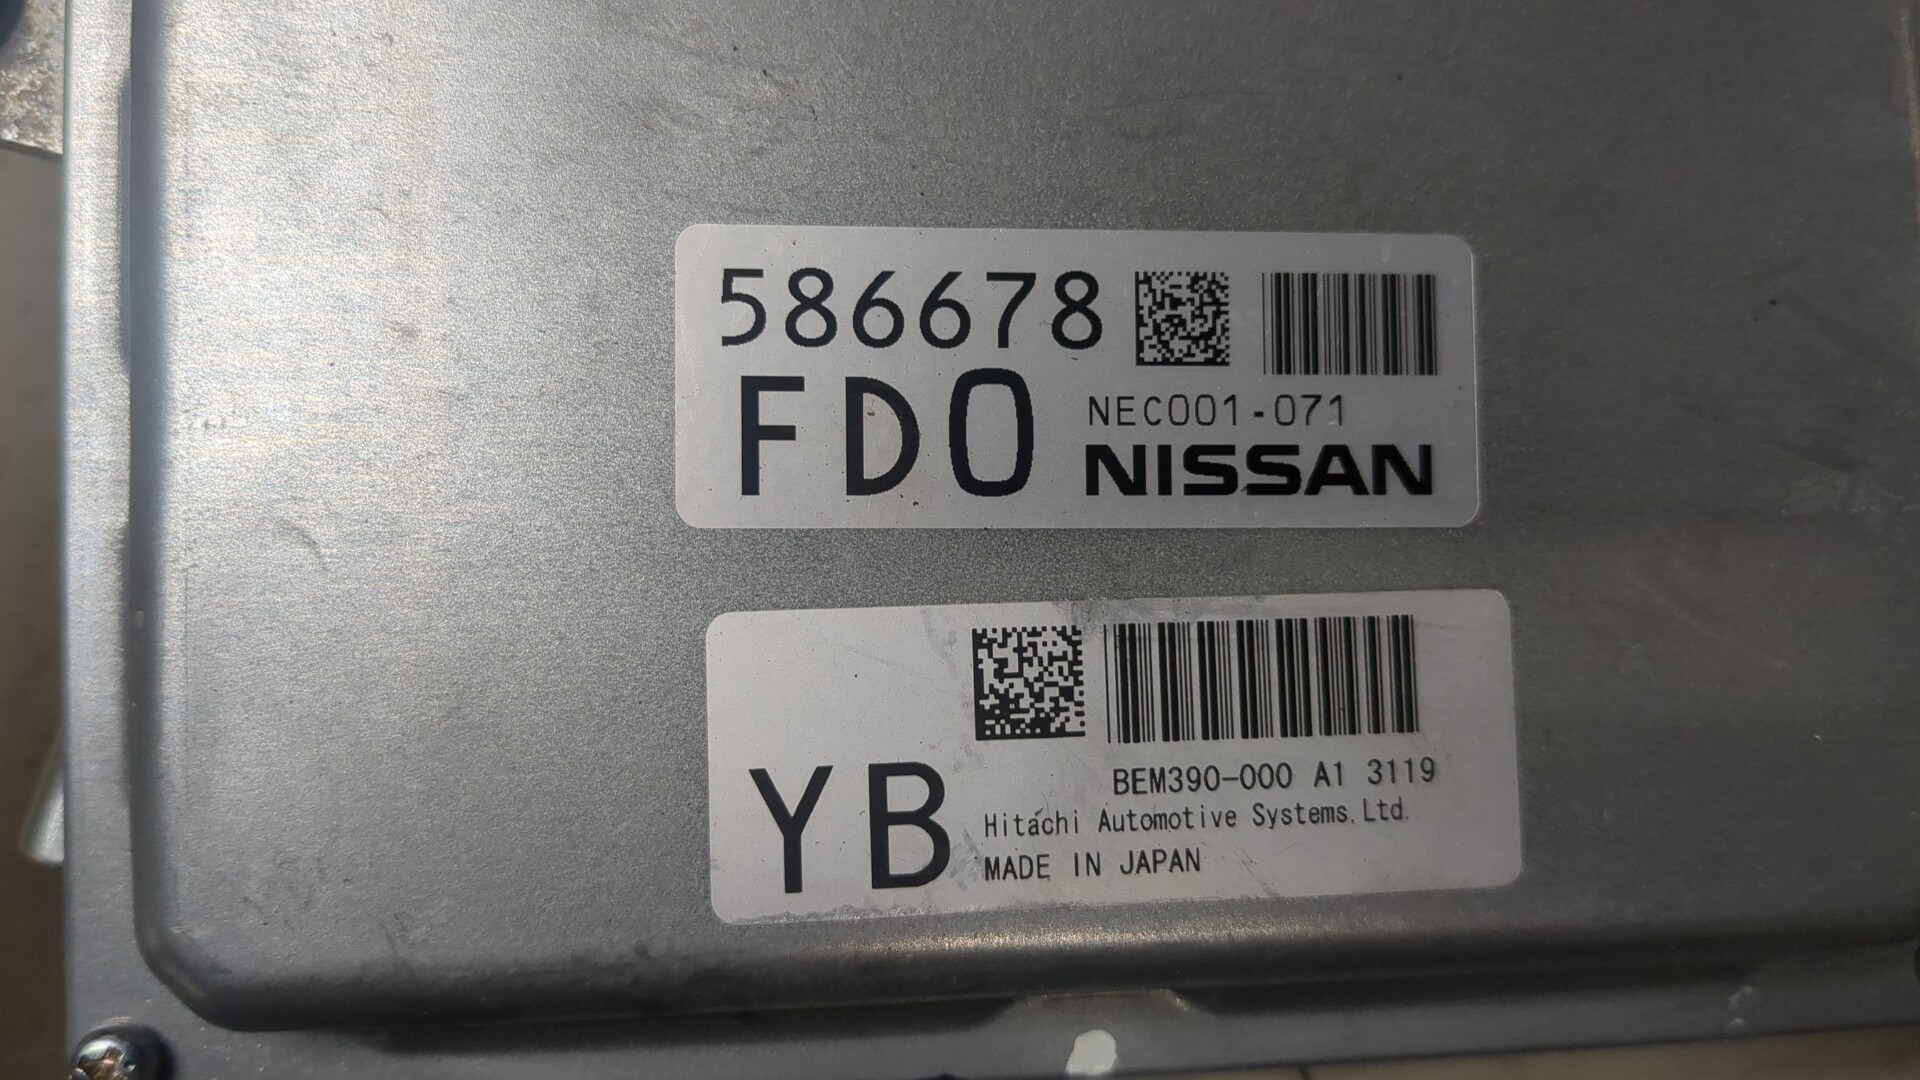 586678
FD0
NEC001-071
NISSAN
YB
BEM390-000 A1 3119
Hitachi Automotive Systems,Ltd.
MADE IN JAPAN